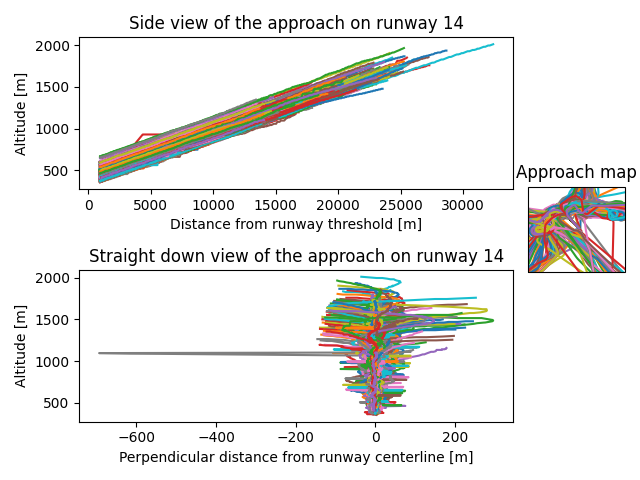 Side view of the approach on runway 14
2000
1500
1000
500
Altitude [m]
0 5000 10000 15000 20000 25000 30000
Distance from runway threshold [m]
Approach map
Straight down view of the approach on runway 14
2000
1500
1000
500
Altitude [m]
−600 −400 −200 0 200
Perpendicular distance from runway centerline [m]